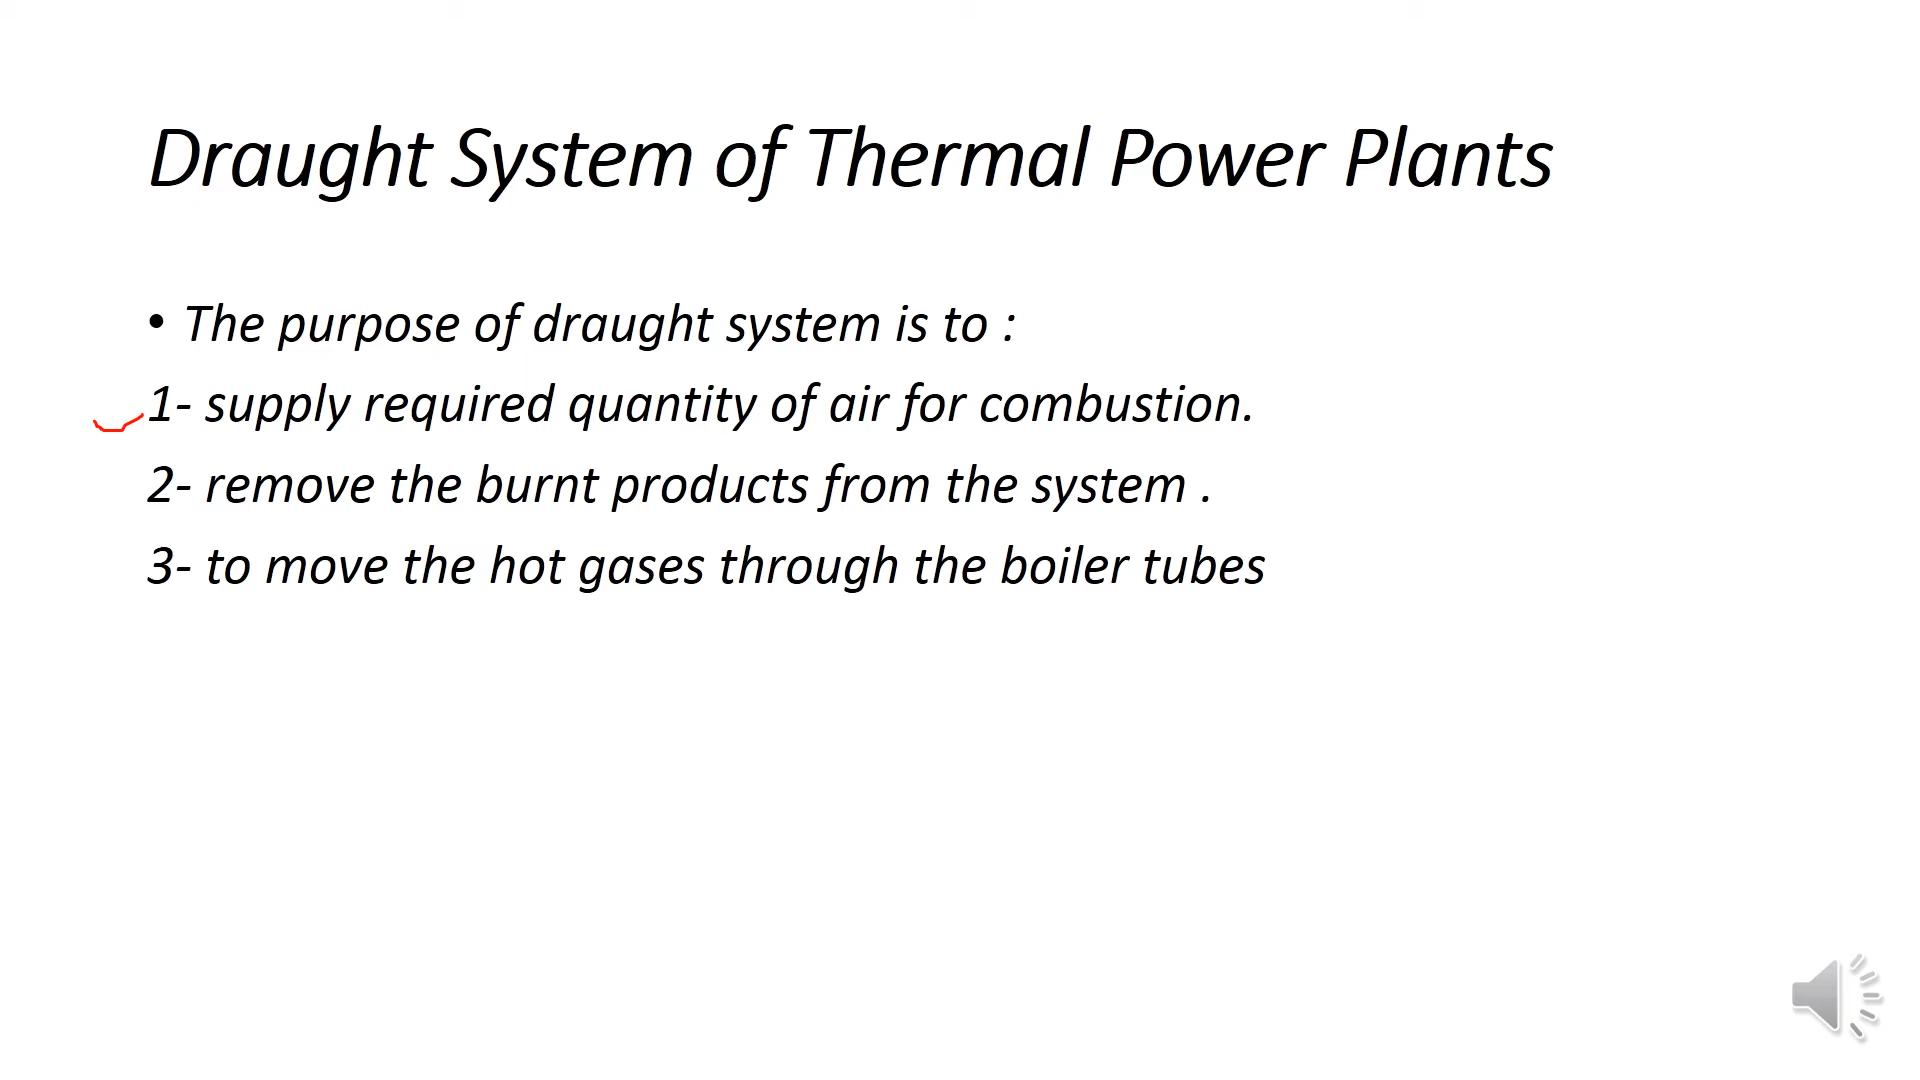 Draught System of Thermal Power Plants
• The purpose of draught system is to :
1- supply required quantity of air for combustion.
2- remove the burnt products from the system .
3- to move the hot gases through the boiler tubes